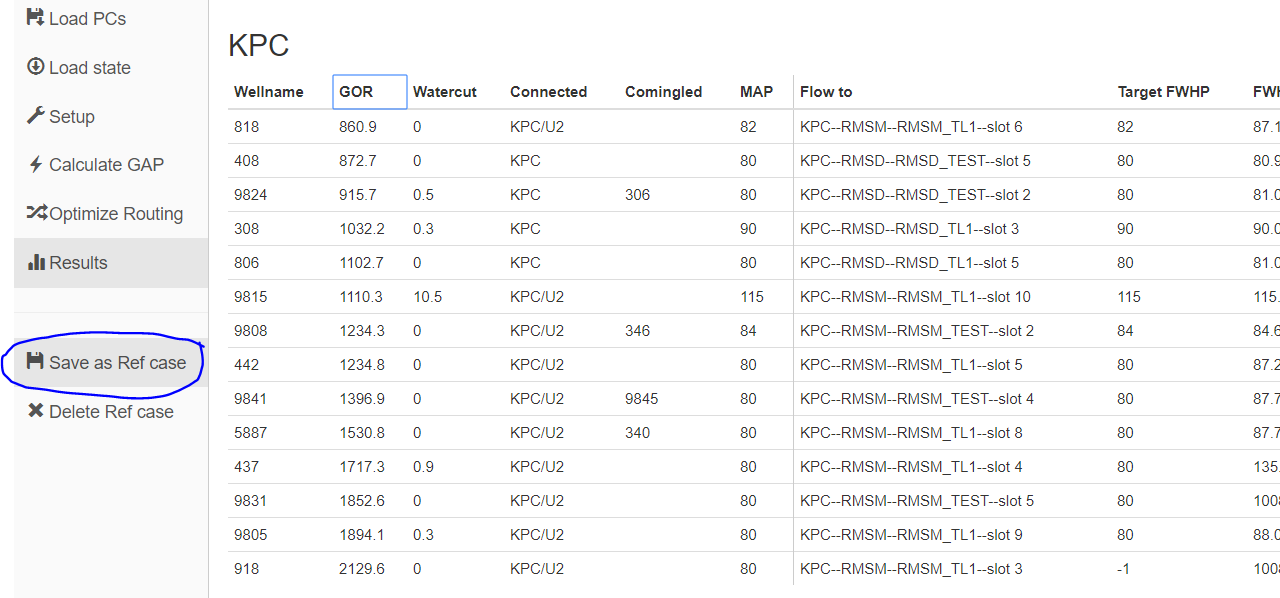 Load PCs
Load state
Setup
Calculate GAP
Optimize Routing
Results
Save as Ref case
Delete Ref case
KPC
Wellname GOR Watercut Connected Comingled MAP Flow to Target FWHP
818 860.9 0 KPC/U2 82 KPC--RMSM--RMSM_TL1--slot 6 82 87.1
408 872.7 0 KPC 80 KPC--RMSD--RMSD_TEST--slot 5 80 80.9
9824 915.7 0.5 KPC 306 80 KPC--RMSD--RMSD_TEST--slot 2 80 81.0
308 1032.2 0.3 KPC 90 KPC--RMSD--RMSD_TL1--slot 3 90 90.0
806 1102.7 0 KPC 80 KPC--RMSD--RMSD_TL1--slot 5 80 81.0
9815 1110.3 10.5 KPC/U2 115 KPC--RMSM--RMSM_TL1--slot 10 115 115.
9808 1234.3 0 KPC/U2 346 84 KPC--RMSM--RMSM_TEST--slot 2 84 84.6
442 1234.8 0 KPC/U2 80 KPC--RMSM--RMSM_TL1--slot 5 80 87.2
9841 1396.9 0 KPC/U2 9845 80 KPC--RMSM--RMSM_TEST--slot 4 80 87.7
5887 1530.8 0 KPC/U2 340 80 KPC--RMSM--RMSM_TL1--slot 8 80 87.7
437 1717.3 0.9 KPC/U2 80 KPC--RMSM--RMSM_TL1--slot 4 80 135.
9831 1852.6 0 KPC/U2 80 KPC--RMSM--RMSM_TEST--slot 5 80 1008
9805 1894.1 0.3 KPC/U2 80 KPC--RMSM--RMSM_TL1--slot 9 80 88.0
918 2129.6 0 KPC/U2 80 KPC--RMSM--RMSM_TL1--slot 3 -1 1008